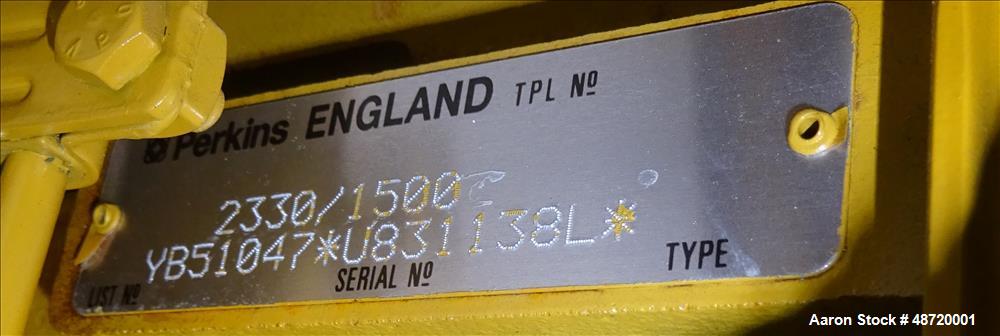 Perkins ENGLAND TPL Nº
2330/1500
YB51047*U831138L*
LIST Nº SERIAL Nº TYPE
Aaron Stock # 48720001